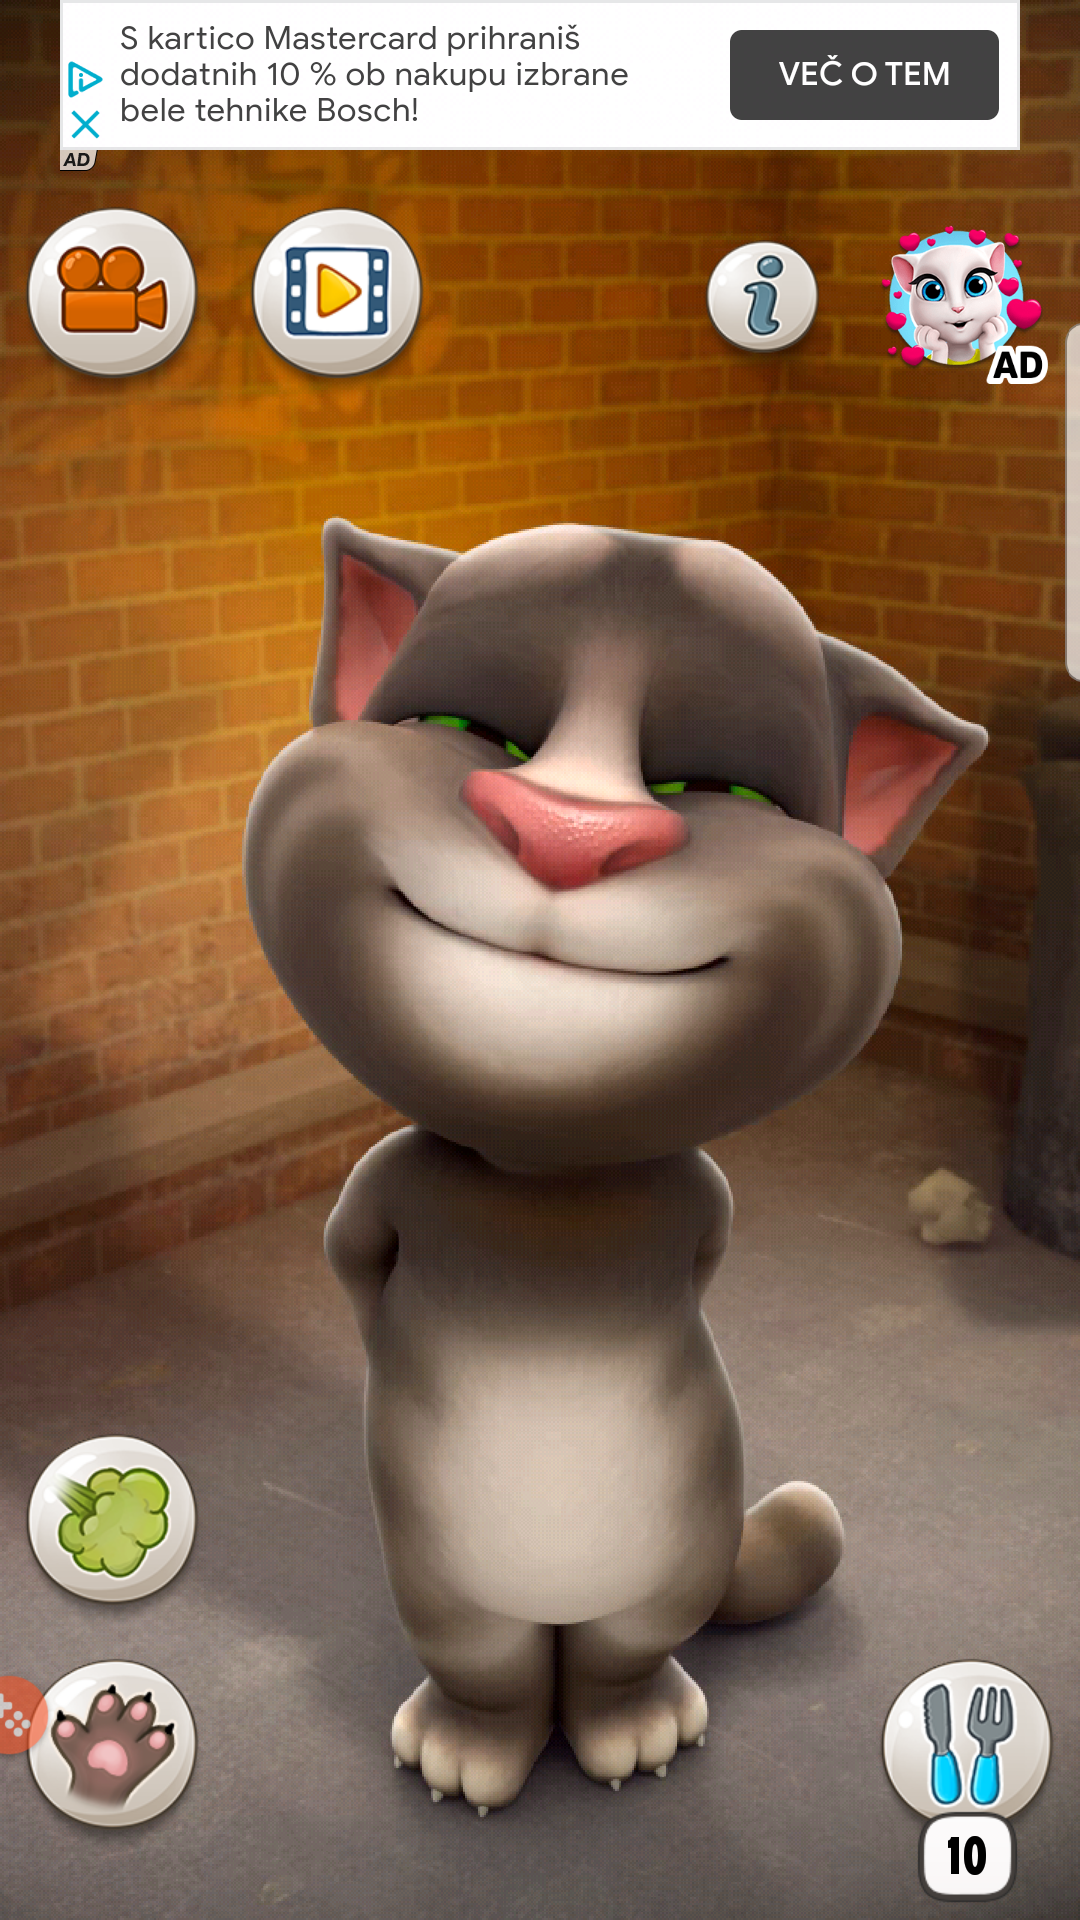 S kartico Mastercard prihraniš
dodatnih 10 % ob nakupu izbrane
bele tehnike Bosch!
VEČ O TEM
AD
AD
10